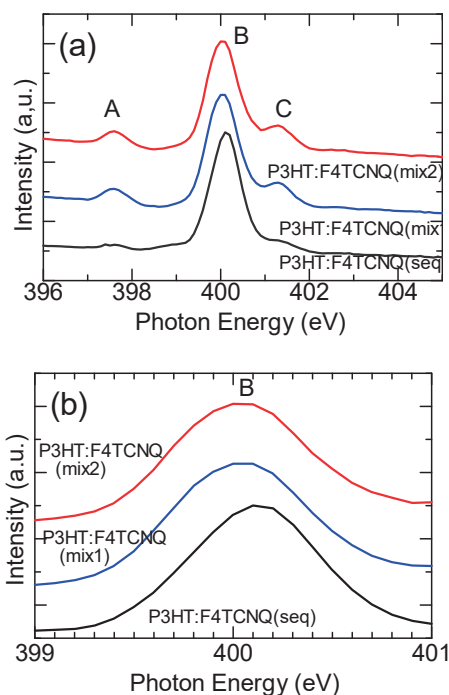 (a)
B
A
C
Intensity (a,u.)
P3HT:F4TCNQ(mix2)
P3HT:F4TCNQ(mix1
P3HT:F4TCNQ(seq
396 398 400 402 404
Photon Energy (eV)
(b)
B
Intensity (a.u.)
P3HT:F4TCNQ
(mix2)
P3HT:F4TCNQ
(mix1)
P3HT:F4TCNQ(seq)
399 400 401
Photon Energy (eV)